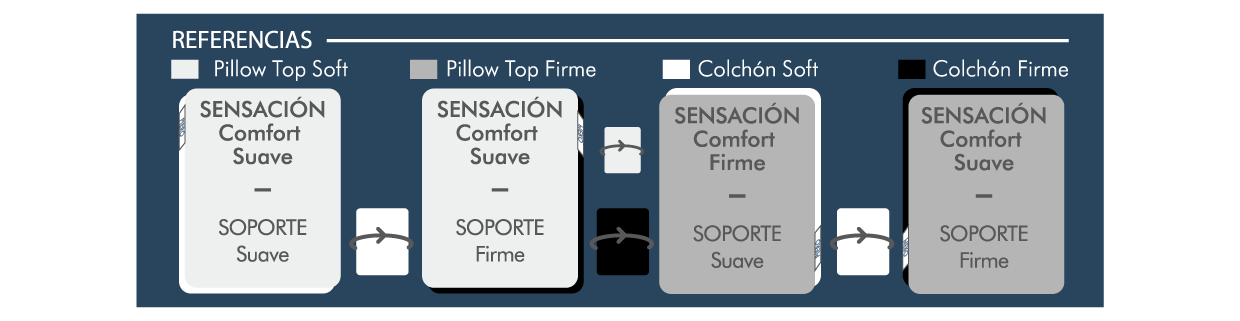 REFERENCIAS
Pillow Top Soft
Pillow Top Firme
Colchón Soft
Colchón Firme
SENSACIÓN
Comfort
Suave
–
SOPORTE
Suave
SENSACIÓN
Comfort
Suave
–
SOPORTE
Firme
SENSACIÓN
Comfort
Firme
–
SOPORTE
Suave
SENSACIÓN
Comfort
Suave
–
SOPORTE
Firme